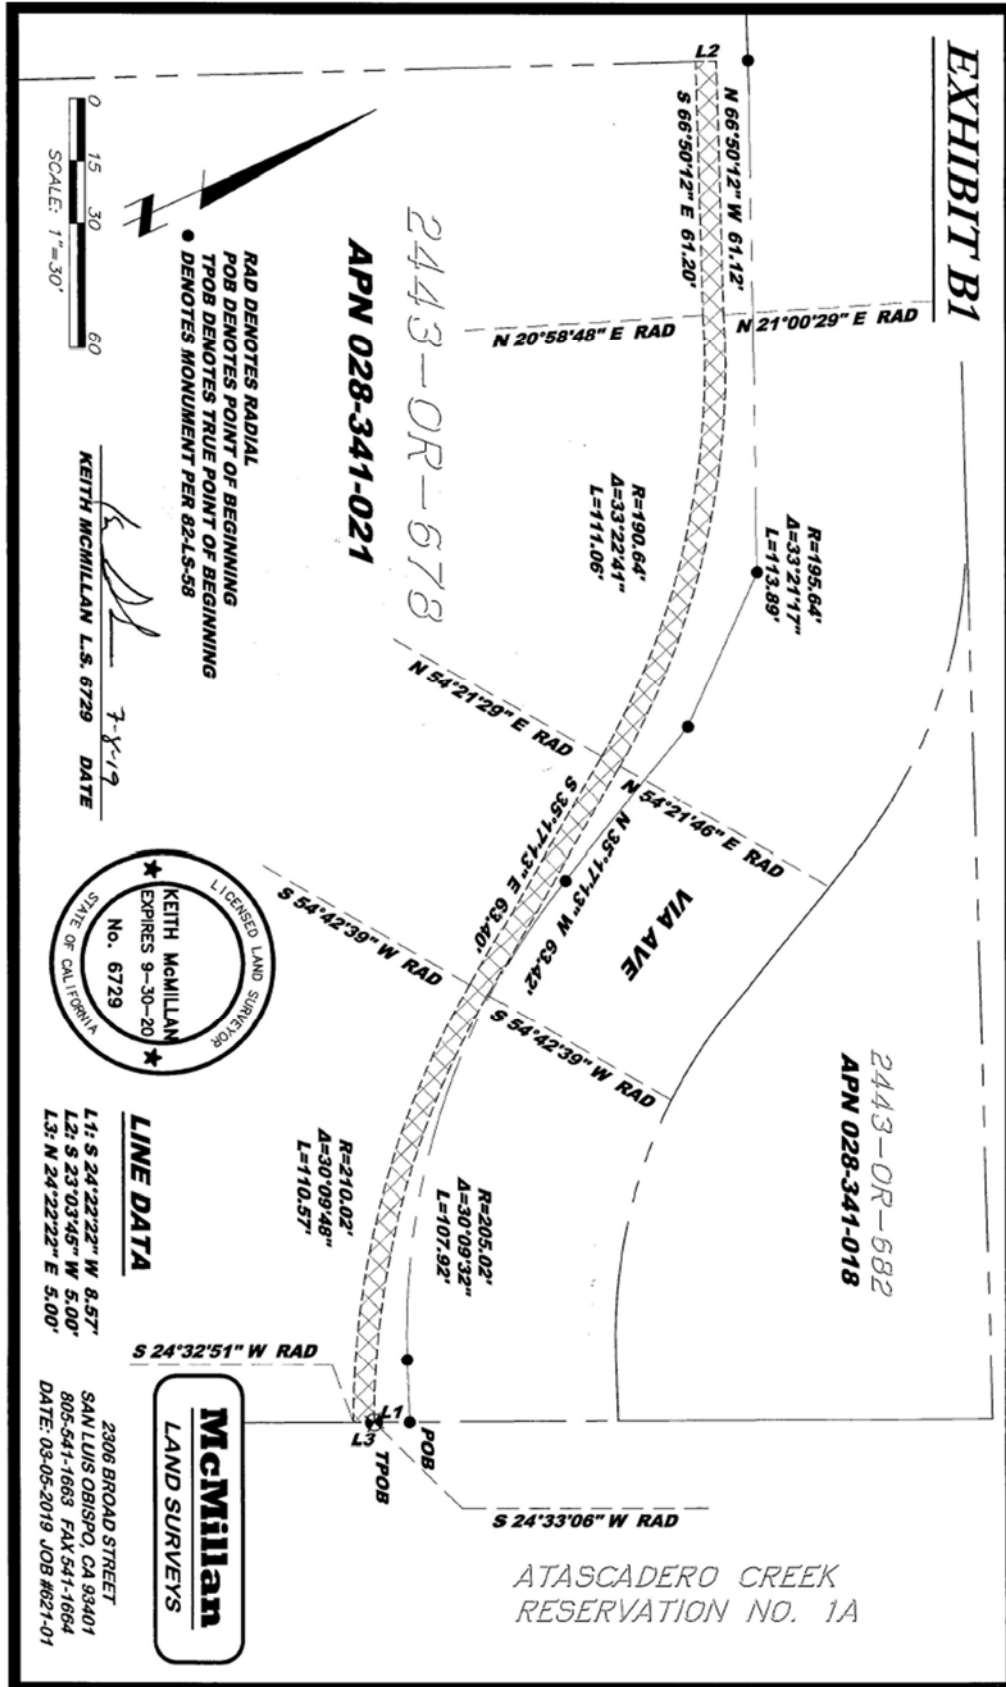 EXHIBIT B1
L2
N 66°50'12" W 61.12'
S 66°50'12" E 61.20'
N 21°00'29" E RAD
N 20°58'48" E RAD
R=195.64'
Δ=33°21'17"
L=113.89'
R=190.64'
Δ=33°22'41"
L=111.06'
2443-OR-678
APN 028-341-021
N 54°21'29" E RAD
N 54°21'46" E RAD
N 35°17'13" W 63.42'
S 35°17'13" E 63.40'
VIA AVE
S 54°42'39" W RAD
S 54°42'39" W RAD
2443-OR-682
APN 028-341-018
R=205.02'
Δ=30°09'32"
L=107.92'
R=210.02'
Δ=30°09'48"
L=110.57'
S 24°32'51" W RAD
L1
L3
POB
TPOB
S 24°33'06" W RAD
ATASCADERO CREEK
RESERVATION NO. 1A
RAD DENOTES RADIAL
POB DENOTES POINT OF BEGINNING
TPOB DENOTES TRUE POINT OF BEGINNING
● DENOTES MONUMENT PER 82-LS-58
0 15 30 60
SCALE: 1"=30'
7-8-19
KEITH MCMILLAN L.S. 6729 DATE
LICENSED LAND SURVEYOR
KEITH McMILLAN
EXPIRES 9-30-20
No. 6729
STATE OF CALIFORNIA
LINE DATA
L1: S 24°22'22" W 8.57'
L2: S 23°03'45" W 5.00'
L3: N 24°22'22" E 5.00'
McMillan
LAND SURVEYS
2306 BROAD STREET
SAN LUIS OBISPO, CA 93401
805-541-1663 FAX 541-1664
DATE: 03-05-2019 JOB #621-01